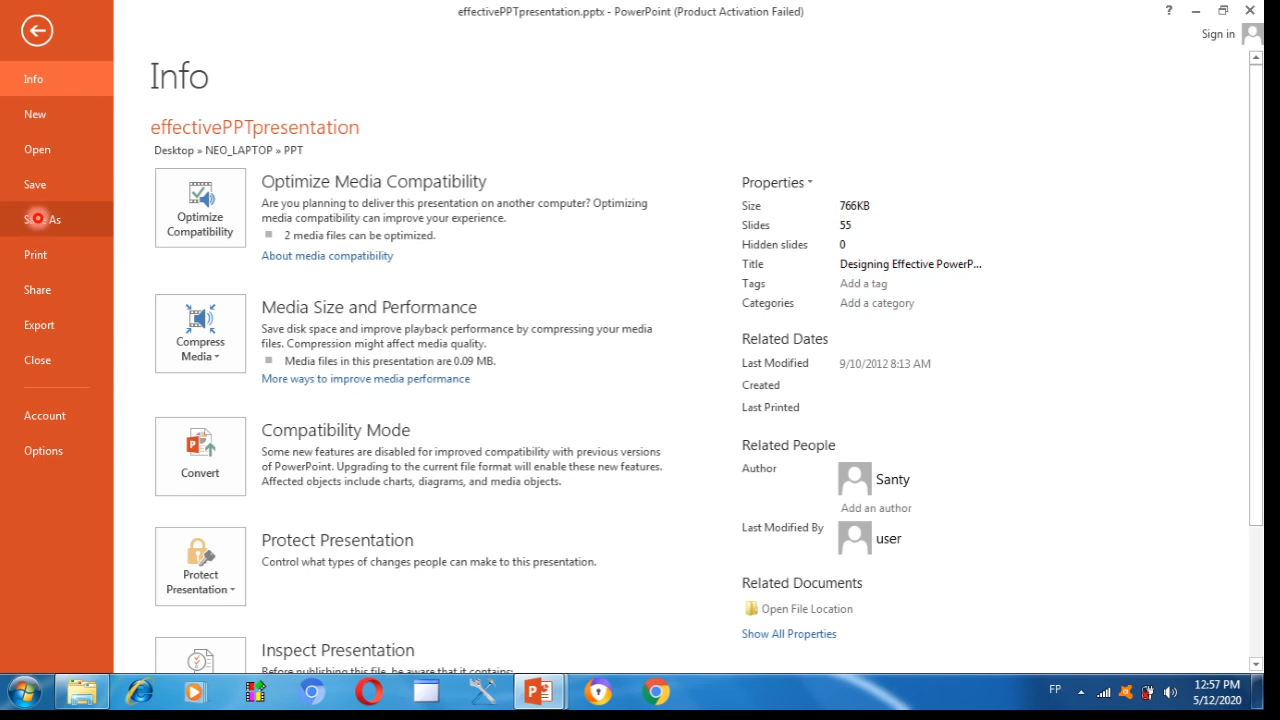 effectivePPTpresentation.pptx - PowerPoint (Product Activation Failed)
?
Sign in
Info
New
Open
Save
Save As
Print
Share
Export
Close
Account
Options
Info
effectivePPTpresentation
Desktop » NEO_LAPTOP » PPT
Optimize Compatibility
Optimize Media Compatibility
Are you planning to deliver this presentation on another computer? Optimizing
media compatibility can improve your experience.
2 media files can be optimized.
About media compatibility
Compress
Media
Media Size and Performance
Save disk space and improve playback performance by compressing your media
files. Compression might affect media quality.
Media files in this presentation are 0.09 MB.
More ways to improve media performance
Convert
Compatibility Mode
Some new features are disabled for improved compatibility with previous versions
of PowerPoint. Upgrading to the current file format will enable these new features.
Affected objects include charts, diagrams, and media objects.
Protect
Presentation
Protect Presentation
Control what types of changes people can make to this presentation.
Inspect Presentation
Before publishing this file, be aware that it contains:
Properties
Size 766KB
Slides 55
Hidden slides 0
Title Designing Effective PowerP...
Tags Add a tag
Categories Add a category
Related Dates
Last Modified 9/10/2012 8:13 AM
Created
Last Printed
Related People
Author Santy
Add an author
Last Modified By user
Related Documents
Open File Location
Show All Properties
FP
12:57 PM
5/12/2020